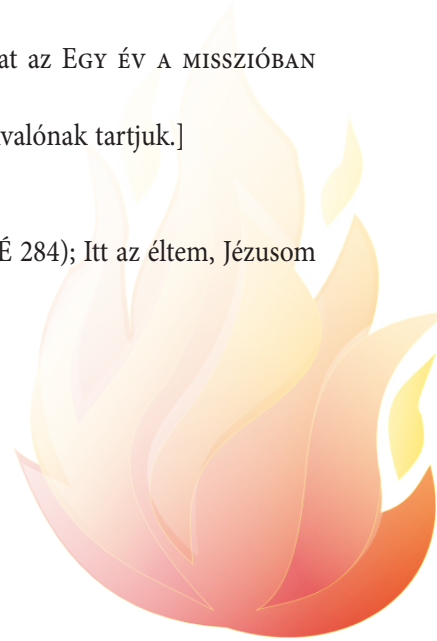 at az EGY ÉV A MISSZIÓBAN
valónak tartjuk.]
É 284); Itt az éltem, Jézusom